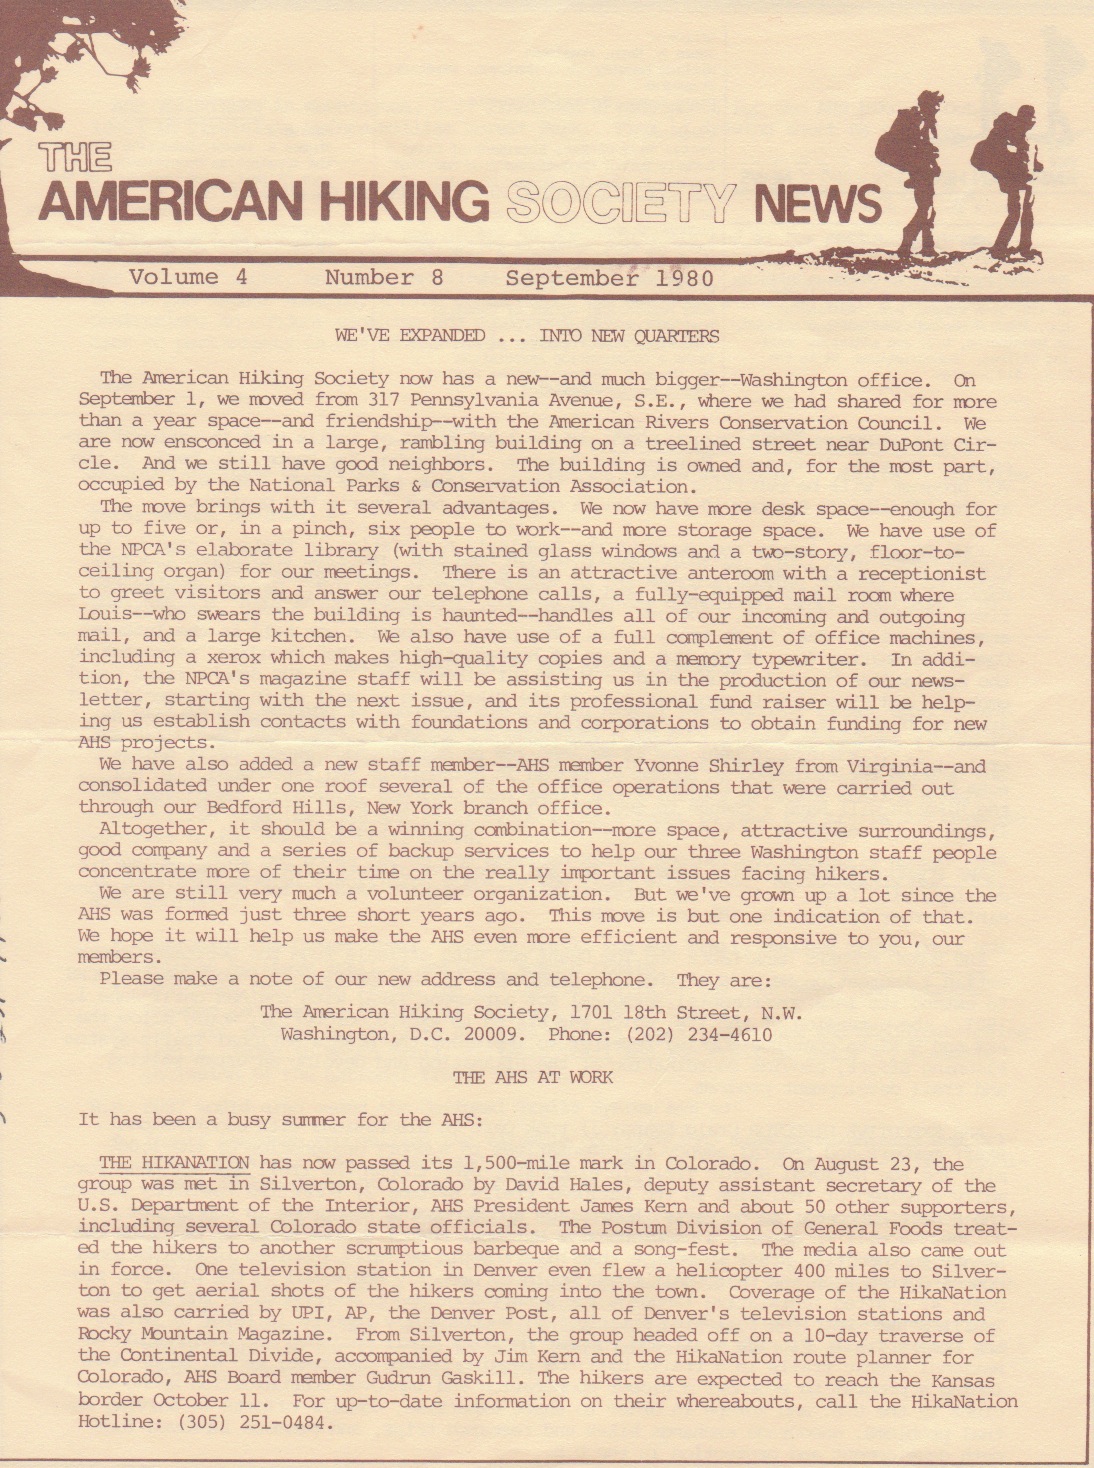 THE
AMERICAN HIKING SOCIETY NEWS
Volume 4 Number 8 September 1980
WE'VE EXPANDED ... INTO NEW QUARTERS
The American Hiking Society now has a new--and much bigger--Washington office. On
September 1, we moved from 317 Pennsylvania Avenue, S.E., where we had shared for more
than a year space--and friendship--with the American Rivers Conservation Council. We
are now ensconced in a large, rambling building on a treelined street near DuPont Cir-
cle. And we still have good neighbors. The building is owned and, for the most part,
occupied by the National Parks & Conservation Association.
The move brings with it several advantages. We now have more desk space--enough for
up to five or, in a pinch, six people to work--and more storage space. We have use of
the NPCA's elaborate library (with stained glass windows and a two-story, floor-to-
ceiling organ) for our meetings. There is an attractive anteroom with a receptionist
to greet visitors and answer our telephone calls, a fully-equipped mail room where
Louis--who swears the building is haunted--handles all of our incoming and outgoing
mail, and a large kitchen. We also have use of a full complement of office machines,
including a xerox which makes high-quality copies and a memory typewriter. In addi-
tion, the NPCA's magazine staff will be assisting us in the production of our news-
letter, starting with the next issue, and its professional fund raiser will be help-
ing us establish contacts with foundations and corporations to obtain funding for new
AHS projects.
We have also added a new staff member--AHS member Yvonne Shirley from Virginia--and
consolidated under one roof several of the office operations that were carried out
through our Bedford Hills, New York branch office.
Altogether, it should be a winning combination--more space, attractive surroundings,
good company and a series of backup services to help our three Washington staff people
concentrate more of their time on the really important issues facing hikers.
We are still very much a volunteer organization. But we've grown up a lot since the
AHS was formed just three short years ago. This move is but one indication of that.
We hope it will help us make the AHS even more efficient and responsive to you, our
members.
Please make a note of our new address and telephone. They are:
The American Hiking Society, 1701 18th Street, N.W.
Washington, D.C. 20009. Phone: (202) 234-4610
THE AHS AT WORK
It has been a busy summer for the AHS:
THE HIKANATION has now passed its 1,500-mile mark in Colorado. On August 23, the
group was met in Silverton, Colorado by David Hales, deputy assistant secretary of the
U.S. Department of the Interior, AHS President James Kern and about 50 other supporters,
including several Colorado state officials. The Postum Division of General Foods treat-
ed the hikers to another scrumptious barbeque and a song-fest. The media also came out
in force. One television station in Denver even flew a helicopter 400 miles to Silver-
ton to get aerial shots of the hikers coming into the town. Coverage of the HikaNation
was also carried by UPI, AP, the Denver Post, all of Denver's television stations and
Rocky Mountain Magazine. From Silverton, the group headed off on a 10-day traverse of
the Continental Divide, accompanied by Jim Kern and the HikaNation route planner for
Colorado, AHS Board member Gudrun Gaskill. The hikers are expected to reach the Kansas
border October 11. For up-to-date information on their whereabouts, call the HikaNation
Hotline: (305) 251-0484.